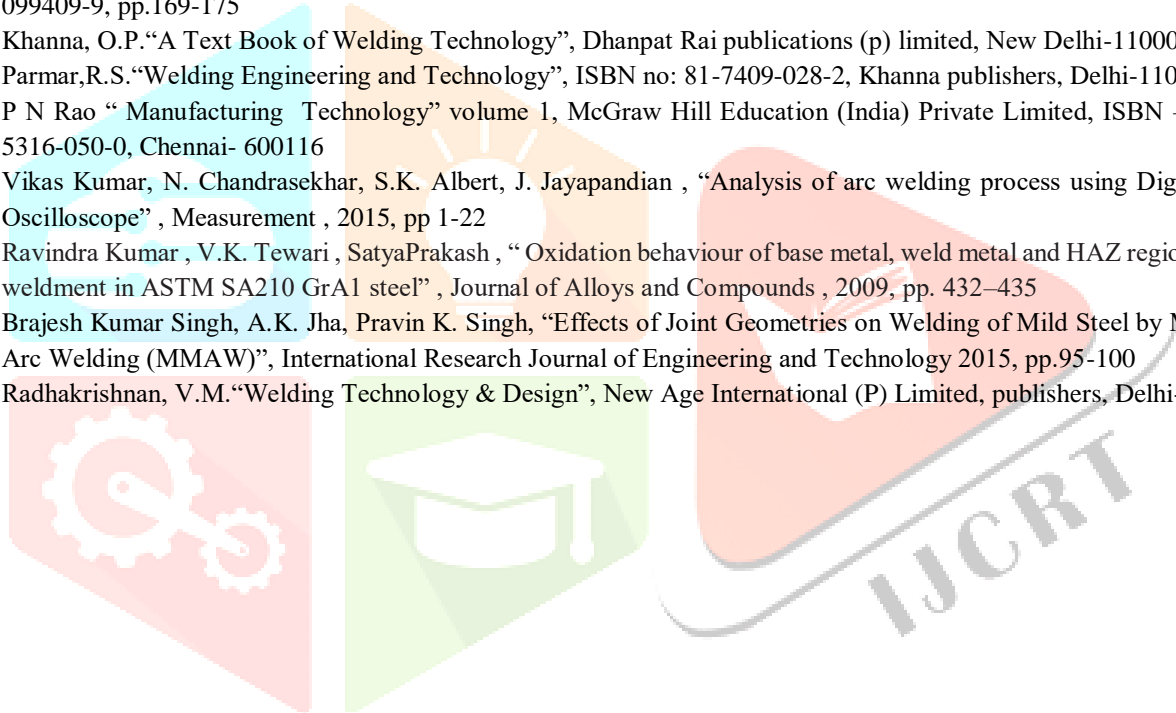 099409-9, pp.169-175
Khanna, O.P.“A Text Book of Welding Technology”, Dhanpat Rai publications (p) limited, New Delhi-11000
Parmar,R.S.“Welding Engineering and Technology”, ISBN no: 81-7409-028-2, Khanna publishers, Delhi-110
P N Rao “ Manufacturing Technology” volume 1, McGraw Hill Education (India) Private Limited, ISBN -
5316-050-0, Chennai- 600116
Vikas Kumar, N. Chandrasekhar, S.K. Albert, J. Jayapandian , “Analysis of arc welding process using Dig
Oscilloscope” , Measurement , 2015, pp 1-22
Ravindra Kumar , V.K. Tewari , SatyaPrakash , “ Oxidation behaviour of base metal, weld metal and HAZ regio
weldment in ASTM SA210 GrA1 steel” , Journal of Alloys and Compounds , 2009, pp. 432–435
Brajesh Kumar Singh, A.K. Jha, Pravin K. Singh, “Effects of Joint Geometries on Welding of Mild Steel by
Arc Welding (MMAW)”, International Research Journal of Engineering and Technology 2015, pp.95-100
Radhakrishnan, V.M.“Welding Technology & Design”, New Age International (P) Limited, publishers, Delhi-
IJCRT